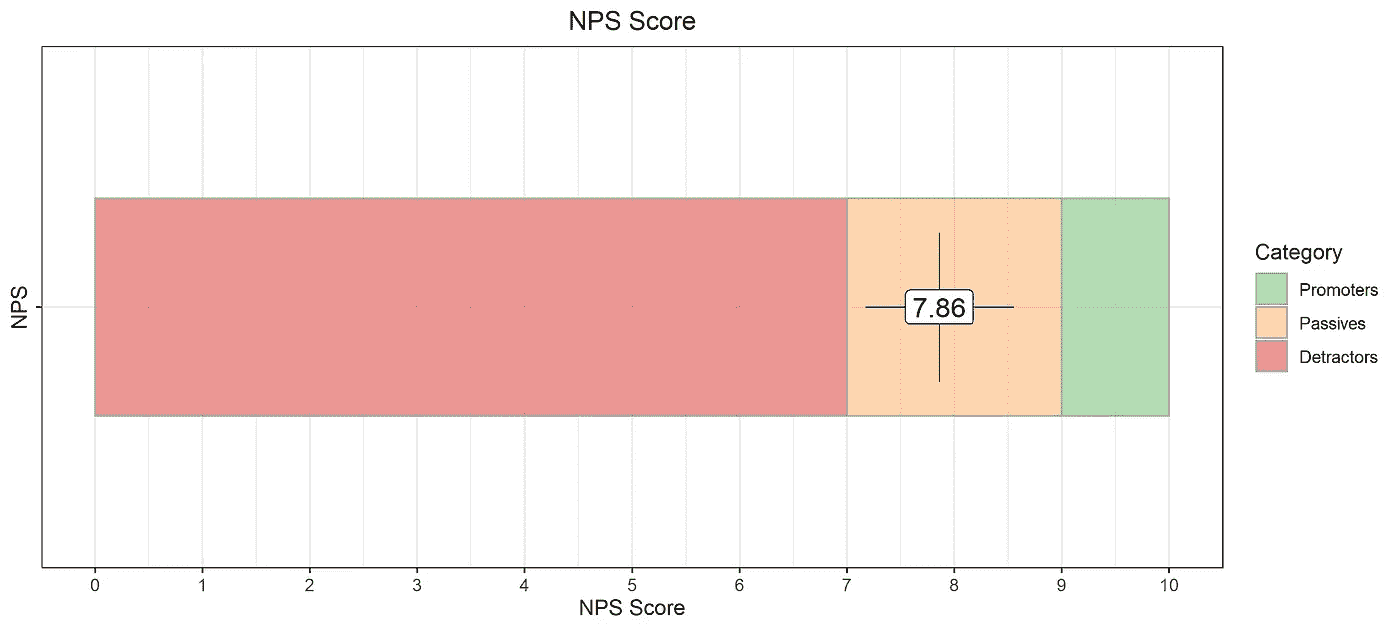 NPS Score
NPS
7.86
0 1 2 3 4 5 6 7 8 9 10
NPS Score
Category
Promoters
Passives
Detractors